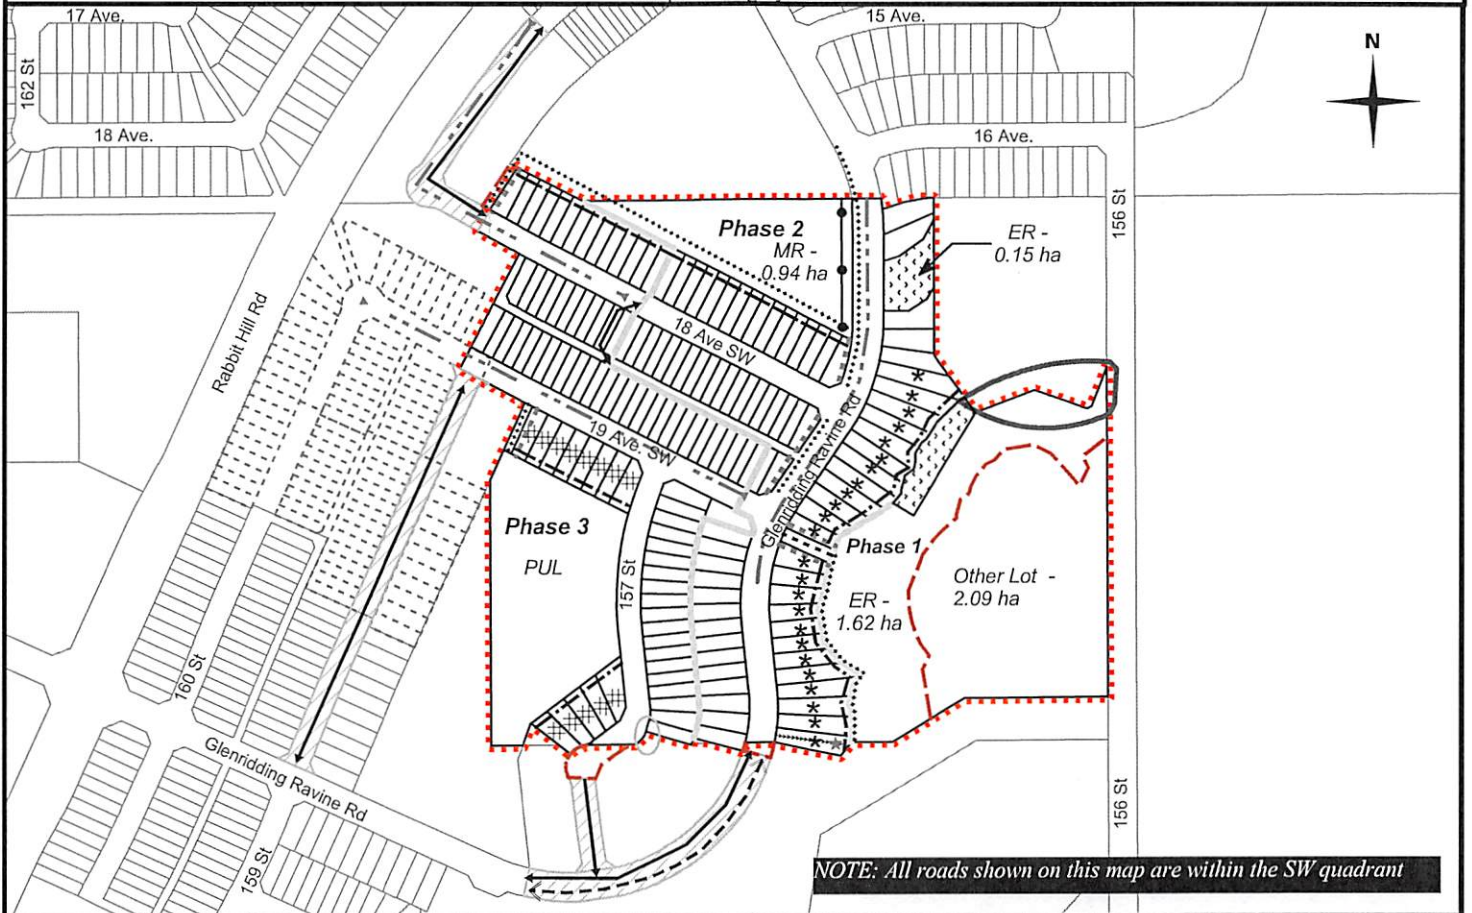 17 Ave.
15 Ave.
N
162 St
18 Ave.
16 Ave.
156 St
Phase 2
MR -
0.94 ha
ER -
0.15 ha
Rabbit Hill Rd
18 Ave SW
19 Ave. SW
Glenridding Ravine Rd
Phase 3
PUL
157 St
Phase 1
ER -
1.62 ha
Other Lot -
2.09 ha
160 St
Glenridding Ravine Rd
159 St
156 St
NOTE: All roads shown on this map are within the SW quadrant